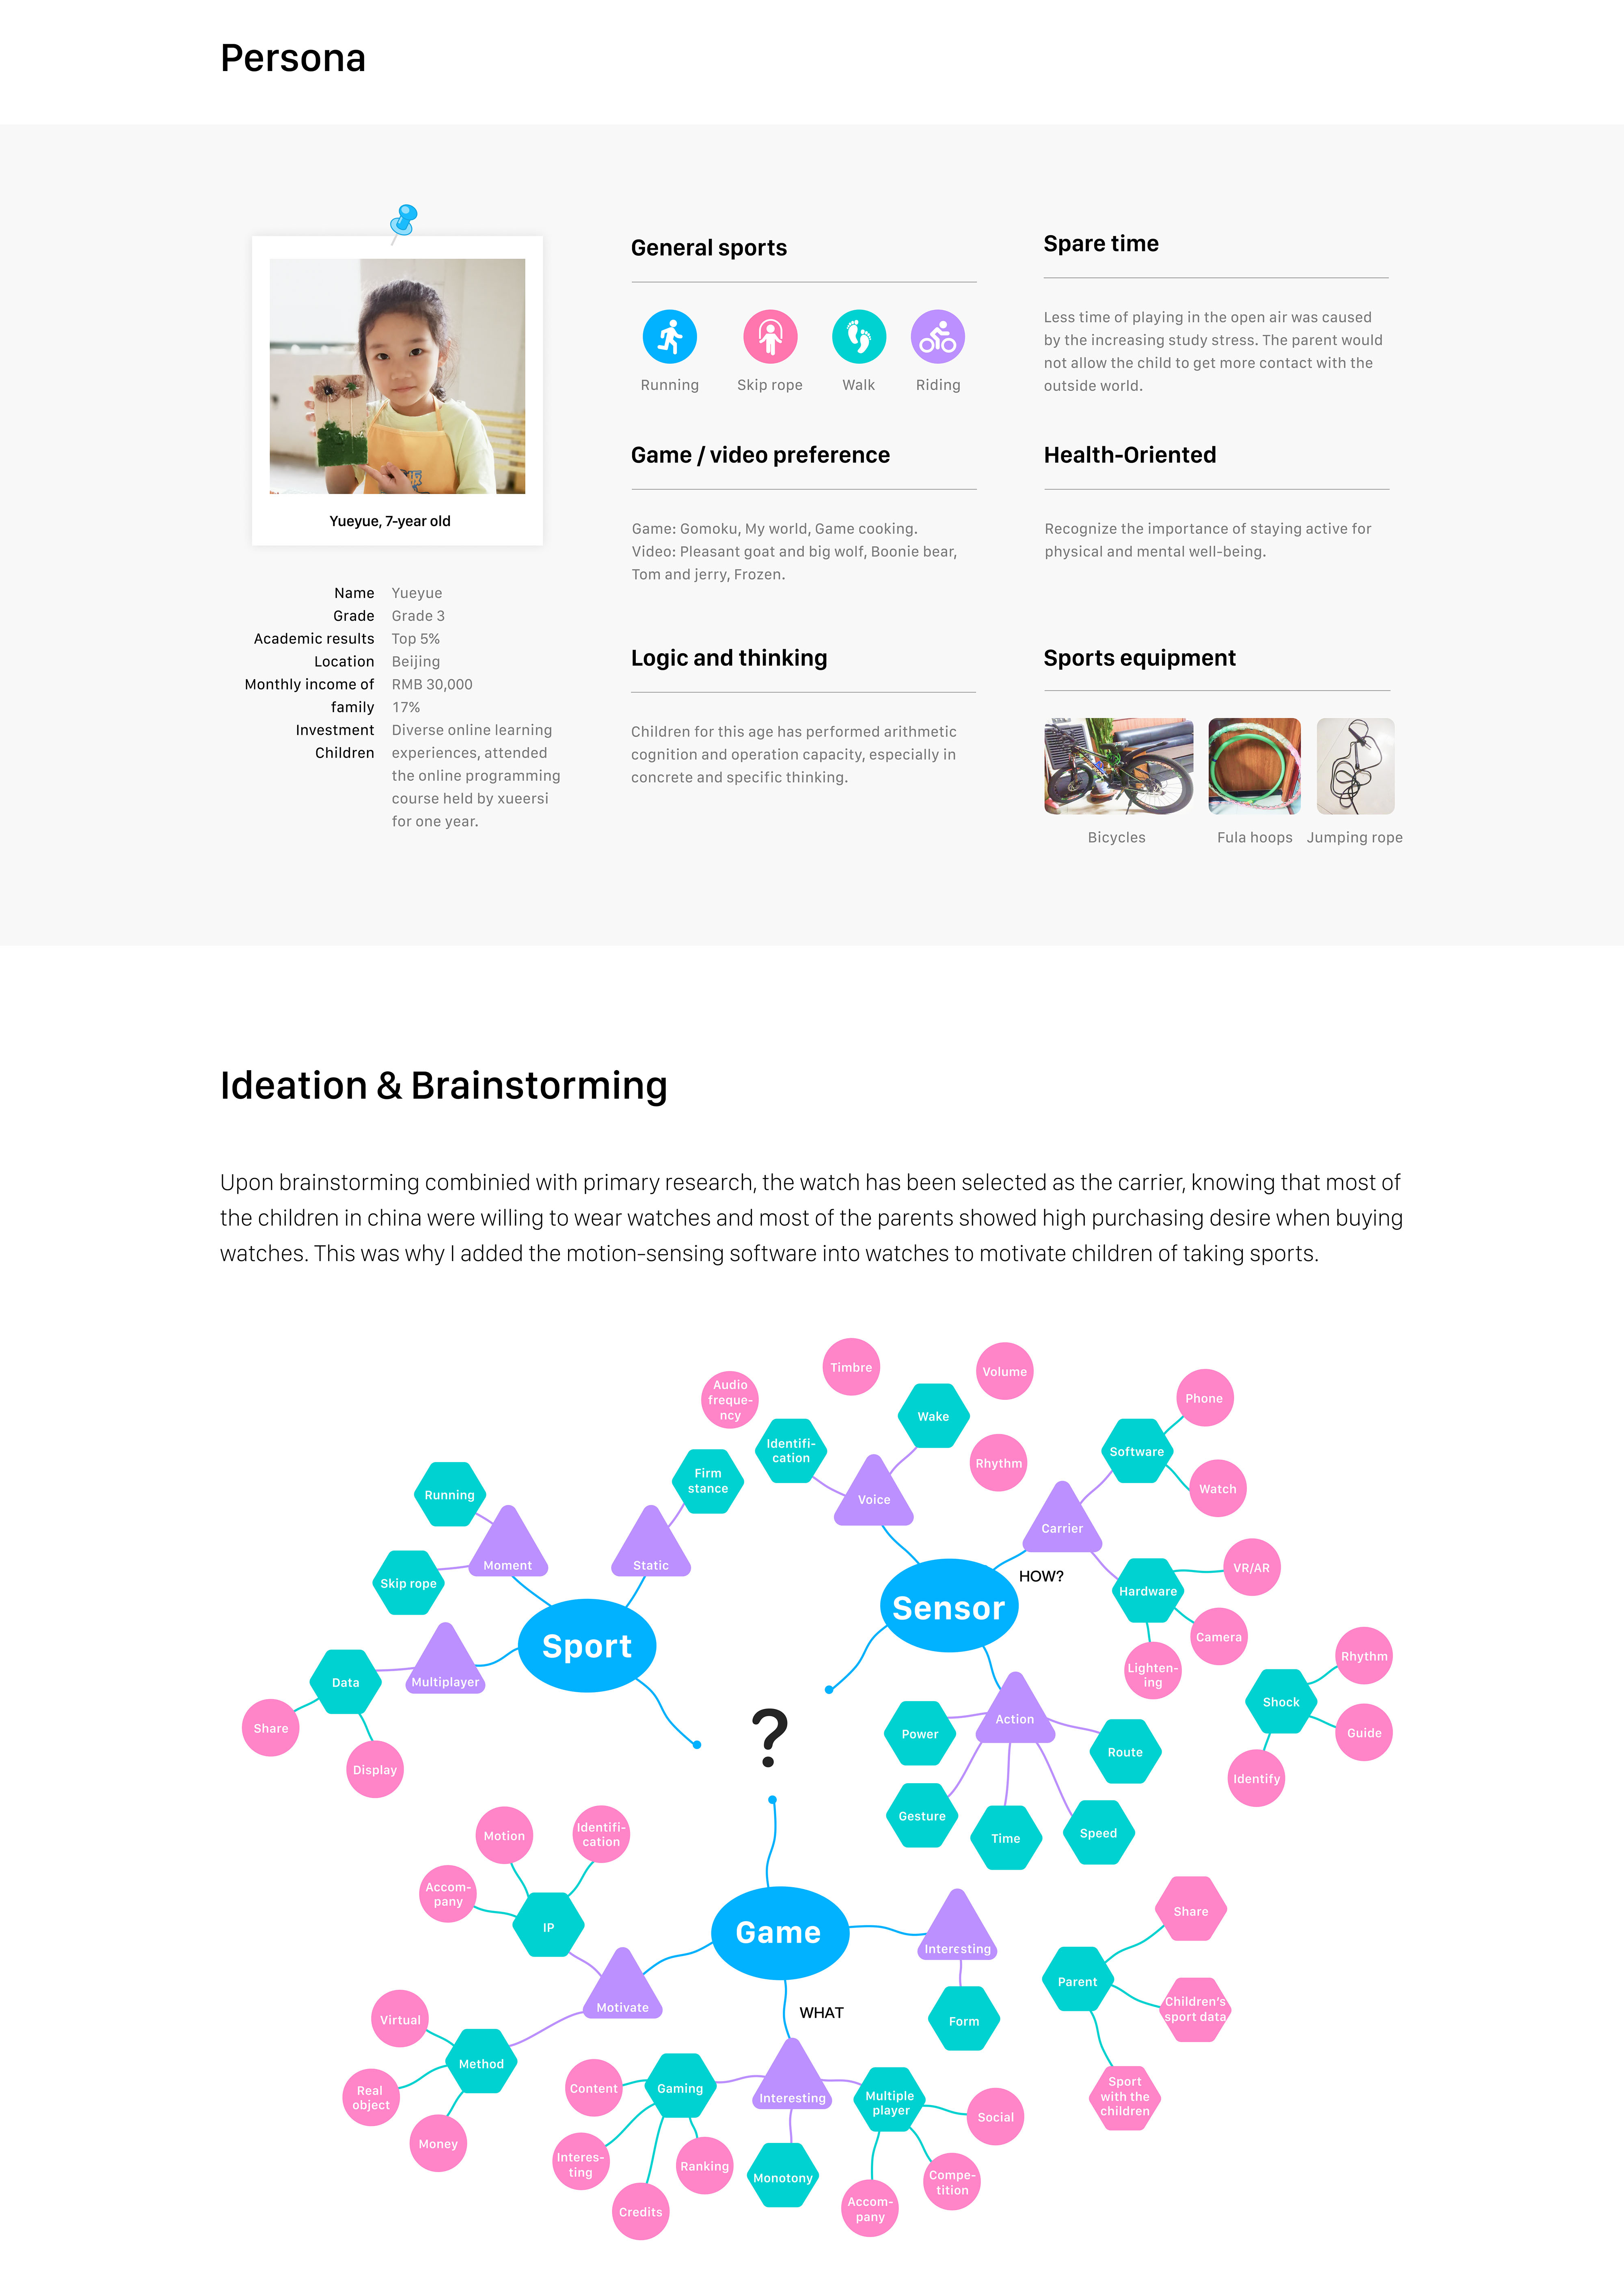 Persona
Yueyue, 7-year old
Name Yueyue
Grade Grade 3
Academic results Top 5%
Location Beijing
Monthly income of RMB 30,000
family 17%
Investment Diverse online learning
Children experiences, attended
the online programming
course held by xueersi
for one year.
General sports
Running Skip rope Walk Riding
Game / video preference
Game: Gomoku, My world, Game cooking.
Video: Pleasant goat and big wolf, Boonie bear,
Tom and jerry, Frozen.
Logic and thinking
Children for this age has performed arithmetic
cognition and operation capacity, especially in
concrete and specific thinking.
Spare time
Less time of playing in the open air was caused
by the increasing study stress. The parent would
not allow the child to get more contact with the
outside world.
Health-Oriented
Recognize the importance of staying active for
physical and mental well-being.
Sports equipment
Bicycles Fula hoops Jumping rope
Ideation & Brainstorming
Upon brainstorming combinied with primary research, the watch has been selected as the carrier, knowing that most of
the children in china were willing to wear watches and most of the parents showed high purchasing desire when buying
watches. This was why I added the motion-sensing software into watches to motivate children of taking sports.
Sport
Moment
Running
Skip rope
Static
Firm
stance
Multiplayer
Data
Share
Display
Sensor
HOW?
Voice
Identifi-
cation
Audio
freque-
ncy
Timbre
Wake
Volume
Rhythm
Carrier
Software
Phone
Watch
Hardware
VR/AR
Camera
Lighten-
ing
Action
Power
Gesture
Time
Speed
Route
Shock
Rhythm
Guide
Identify
?
Game
WHAT
Motivate
IP
Motion
Identifi-
cation
Accom-
pany
Method
Virtual
Real
object
Money
Interesting
Form
Interesting
Gaming
Content
Interes-
ting
Credits
Ranking
Monotony
Multiple
player
Social
Compe-
tition
Accom-
pany
Parent
Share
Children's
sport data
Sport
with the
children